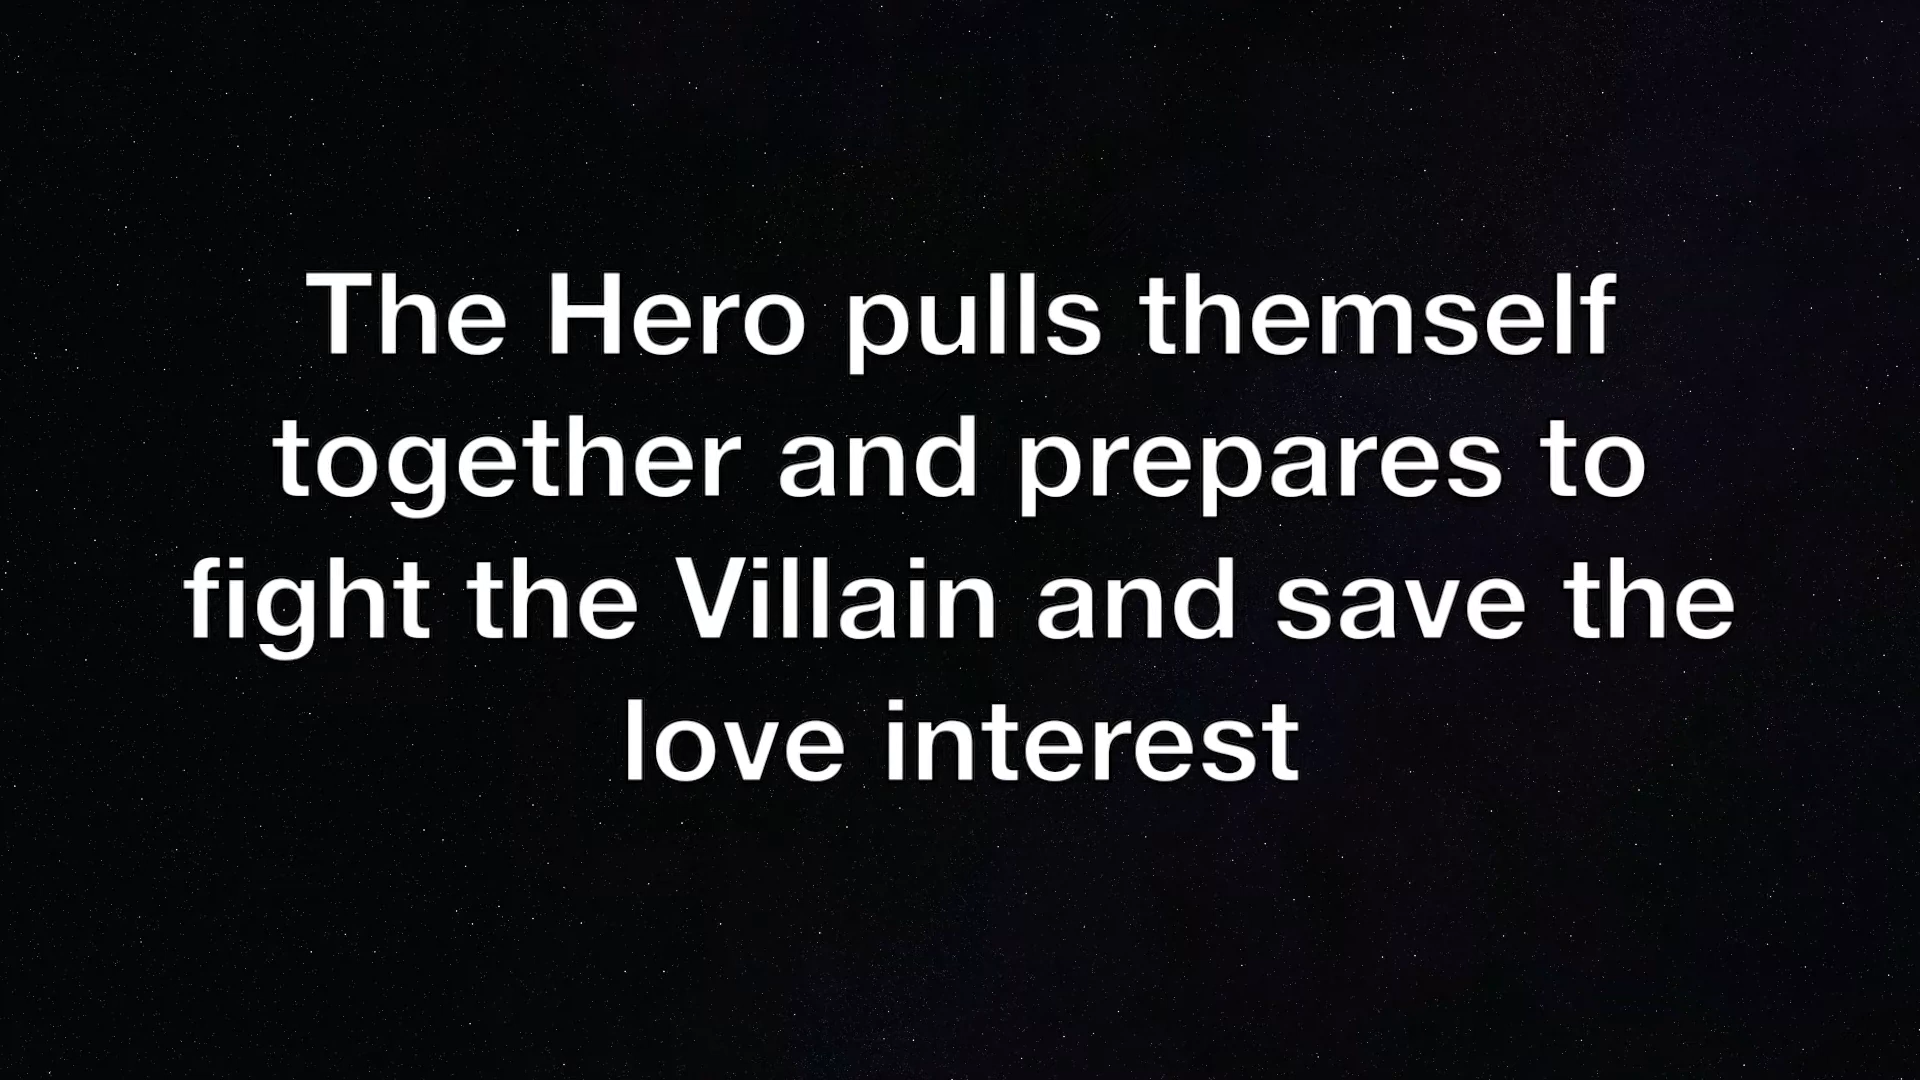 The Hero pulls themself
together and prepares to
fight the Villain and save the
love interest